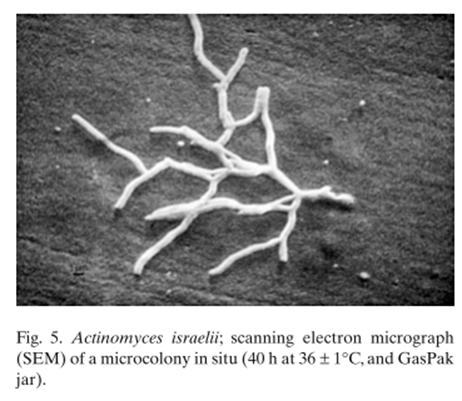 Fig. 5. Actinomyces israelii; scanning electron micrograph
(SEM) of a microcolony in situ (40 h at 36 ± 1°C, and GasPak
jar).